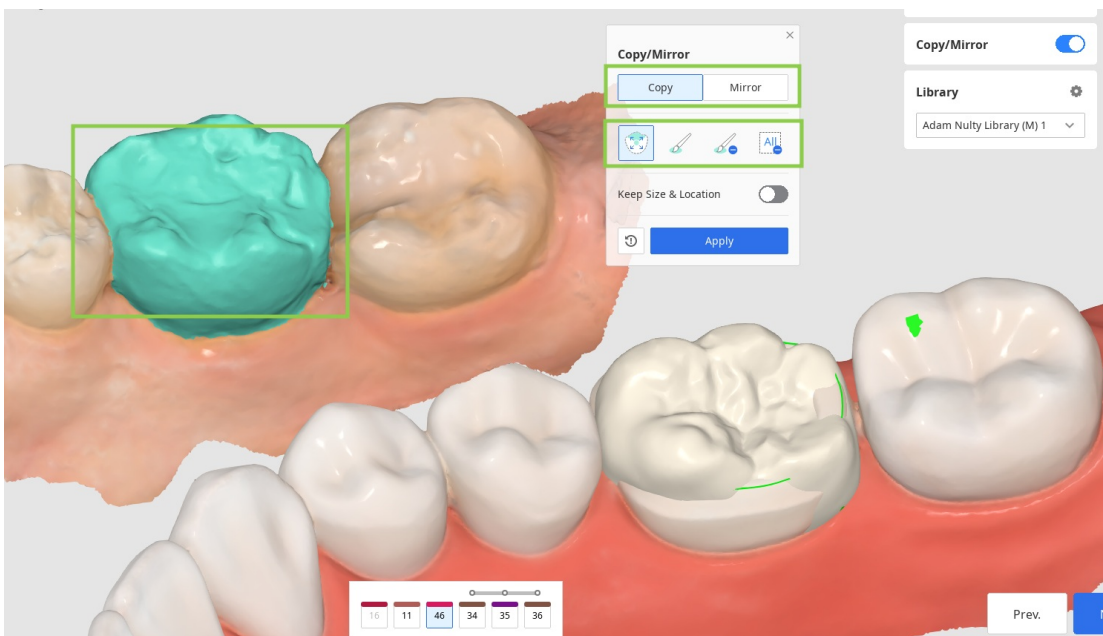 Copy/Mirror
Copy Mirror
All
Keep Size & Location
Apply
Copy/Mirror
Library
Adam Nulty Library (M) 1
16 11 46 34 35 36
Prev.